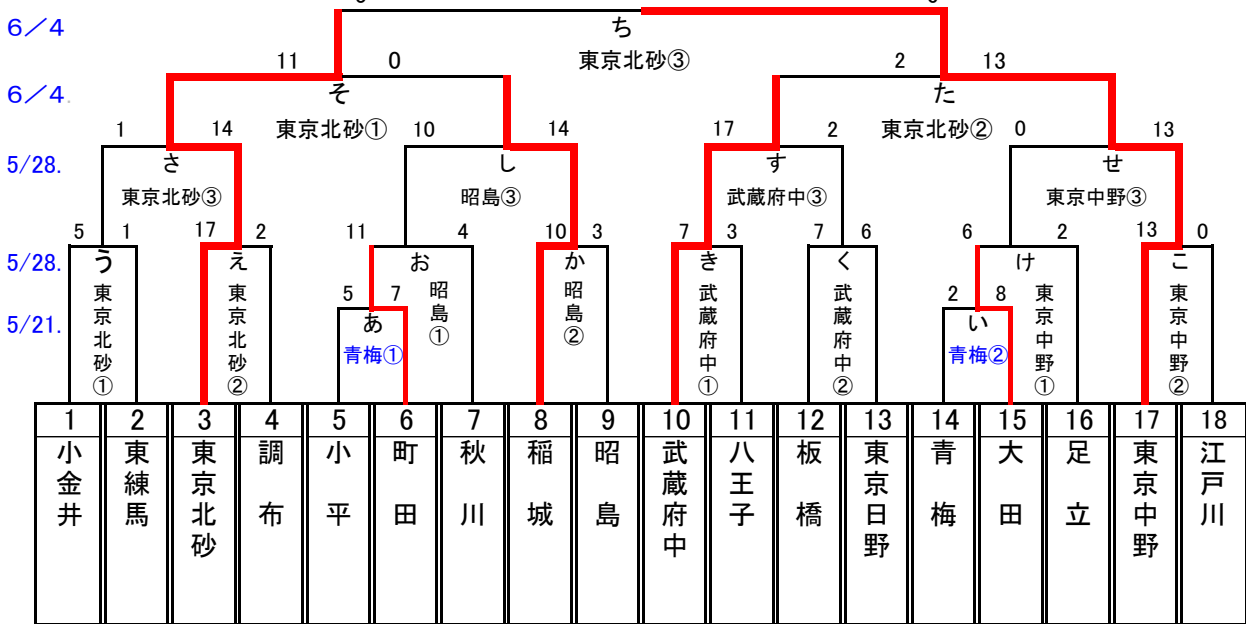 6／4
ち
東京北砂③
11 0 2 13
6／4.
そ た
東京北砂① 東京北砂②
1 14 10 14 17 2 0 13
5/28.
さ し す せ
東京北砂③ 昭島③ 武蔵府中③ 東京中野③
5 1 17 2 11 4 10 3 7 3 7 6 6 2 13 0
5/28.
う え お か き く け こ
東京北砂① 東京北砂② 昭島① 昭島② 武蔵府中① 武蔵府中② 東京中野① 東京中野②
5 7 2 8
5/21.
あ い
青梅① 青梅②
1 2 3 4 5 6 7 8 9 10 11 12 13 14 15 16 17 18
小金井 東練馬 東京北砂 調布 小平 町田 秋川 稲城 昭島 武蔵府中 八王子 板橋 東京日野 青梅 大田 足立 東京中野 江戸川